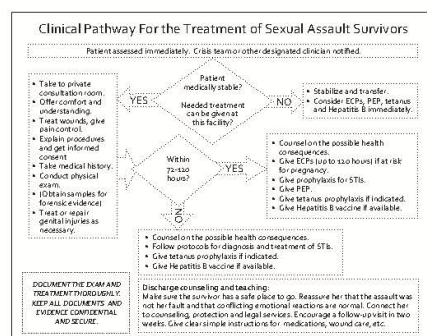 Clinical Pathway For the Treatment of Sexual Assault Survivors
Patient assessed immediately. Crisis team or other designated clinician notified.
Patient
medically stable?
Needed treatment
can be given at
this facility?
YES
NO
• Take to private
consultation room.
• Offer comfort and
understanding.
• Treat wounds, give
pain control.
• Explain procedures
and get informed
consent
• Take medical history.
• Conduct physical
exam.
• (Obtain samples for
forensic evidence)
• Treat or repair
genital injuries as
necessary.
• Stabilize and transfer.
• Consider ECPs, PEP, tetanus
and Hepatitis B immediately.
Within
72-120
hours?
YES
NO
• Counsel on the possible health
consequences.
• Give ECPs (up to 120 hours) if at risk
for pregnancy.
• Give prophylaxis for STIs.
• Give PEP.
• Give tetanus prophylaxis if indicated.
• Give Hepatitis B vaccine if available.
• Counsel on the possible health consequences.
• Follow protocols for diagnosis and treatment of STIs.
• Give tetanus prophylaxis if indicated.
• Give Hepatitis B vaccine if available.
DOCUMENT THE EXAM AND
TREATMENT THOROUGHLY.
KEEP ALL DOCUMENTS AND
EVIDENCE CONFIDENTIAL
AND SECURE.
Discharge counseling and teaching:
Make sure the survivor has a safe place to go. Reassure her that the assault was
not her fault and that conflicting emotional reactions are normal. Connect her
to counseling, protection and legal services. Encourage a follow-up visit in two
weeks. Give clear simple instructions for medications, wound care, etc.